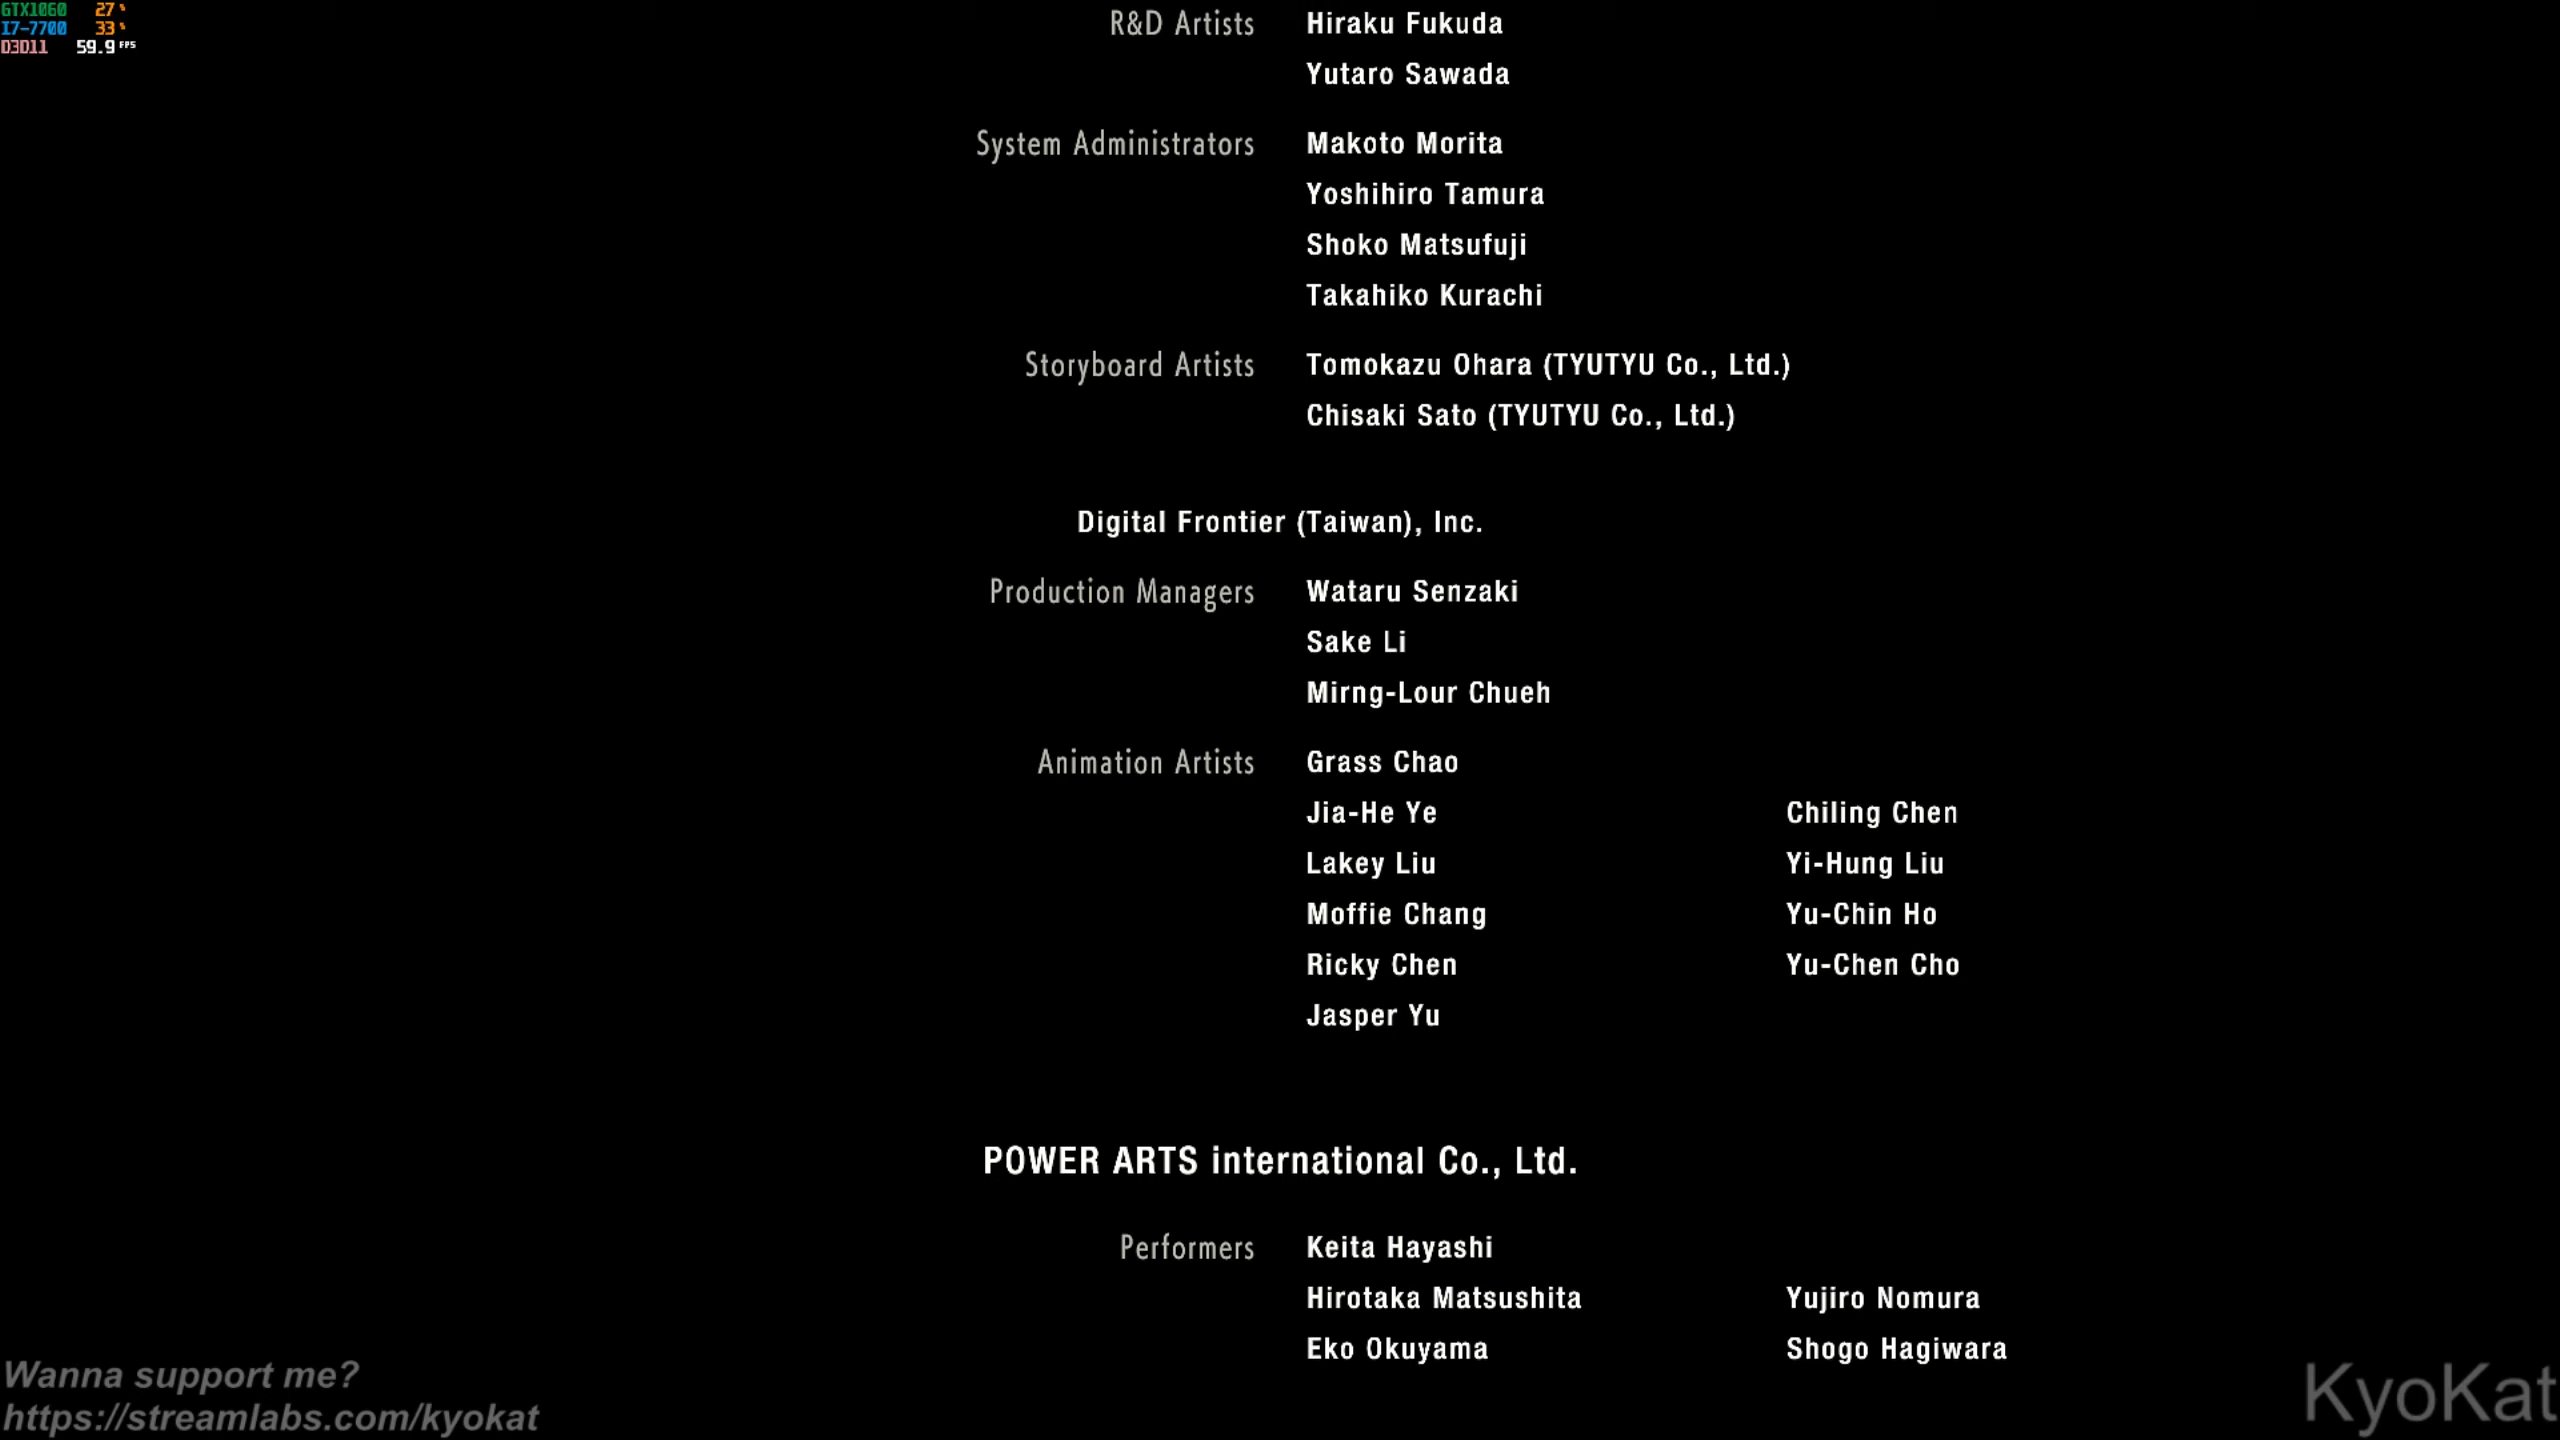 GTX1060 27 %
I7-7700 33 %
D3D11 59.9 FPS
R&D Artists Hiraku Fukuda
Yutaro Sawada
System Administrators Makoto Morita
Yoshihiro Tamura
Shoko Matsufuji
Takahiko Kurachi
Storyboard Artists Tomokazu Ohara (TYUTYU Co., Ltd.)
Chisaki Sato (TYUTYU Co., Ltd.)
Digital Frontier (Taiwan), Inc.
Production Managers Wataru Senzaki
Sake Li
Mirng-Lour Chueh
Animation Artists Grass Chao
Jia-He Ye Chiling Chen
Lakey Liu Yi-Hung Liu
Moffie Chang Yu-Chin Ho
Ricky Chen Yu-Chen Cho
Jasper Yu
POWER ARTS international Co., Ltd.
Performers Keita Hayashi
Hirotaka Matsushita Yujiro Nomura
Eko Okuyama Shogo Hagiwara
Wanna support me?
https://streamlabs.com/kyokat
KyoKat